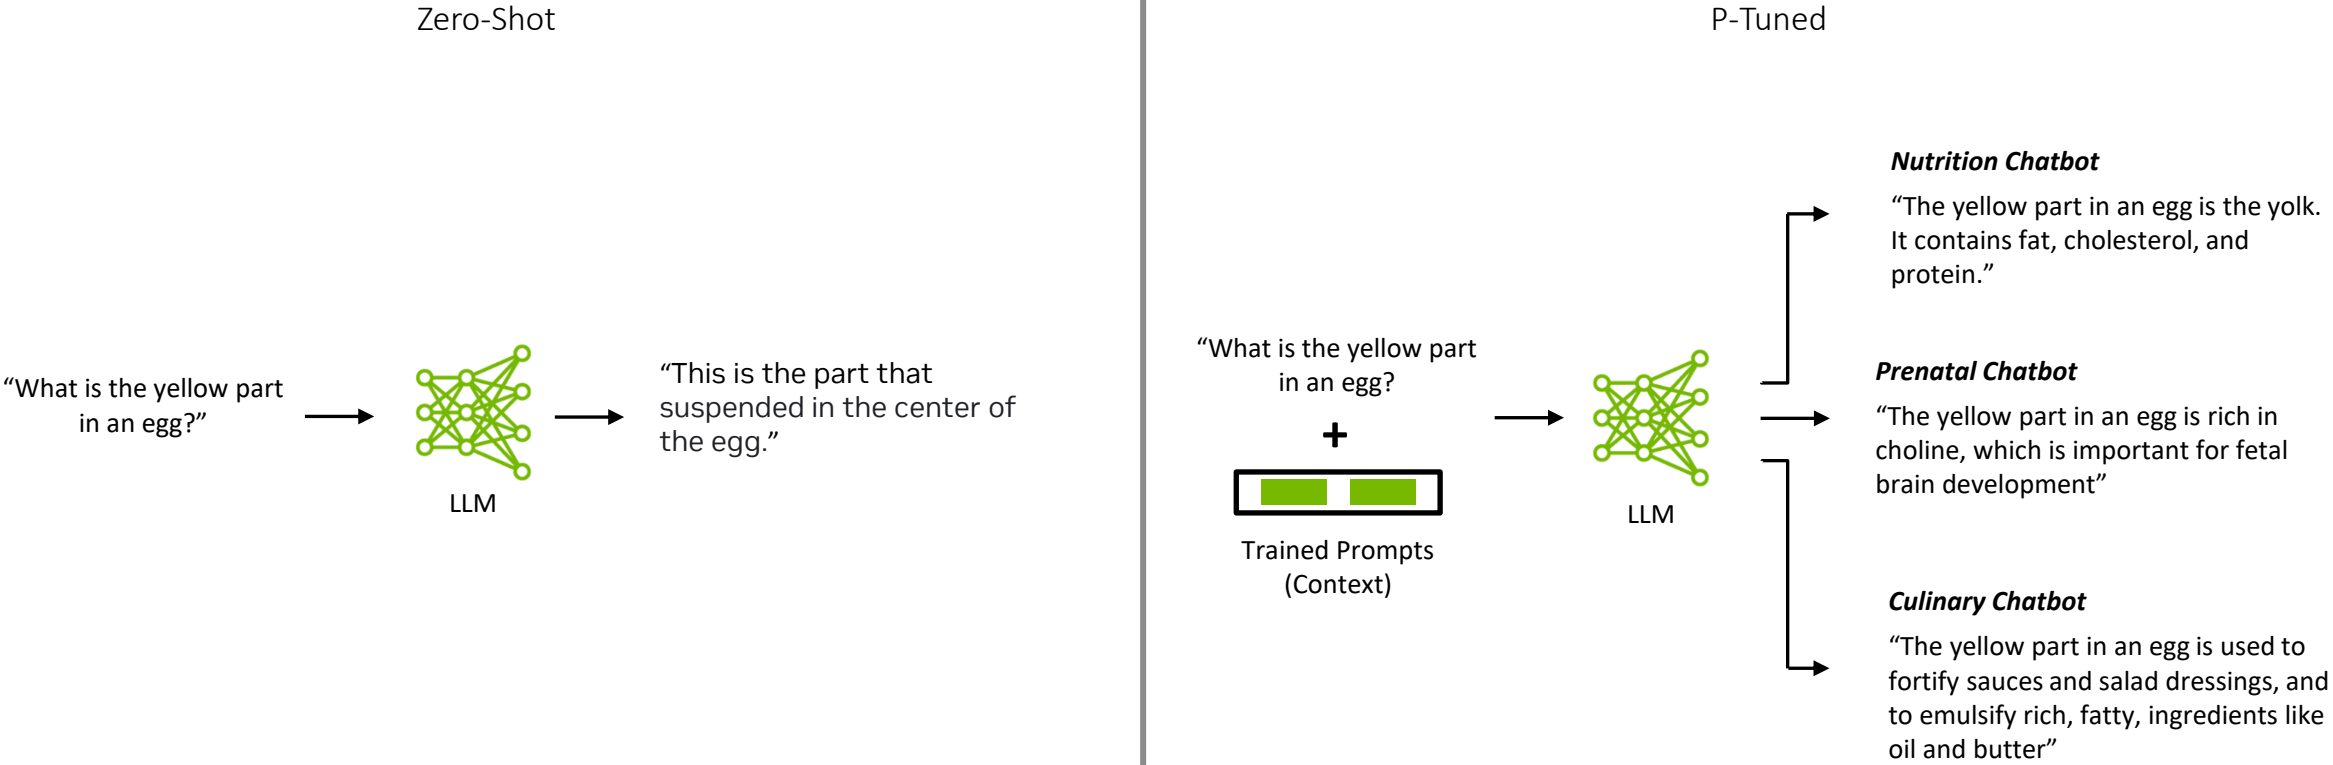 Zero-Shot
“What is the yellow part
in an egg?”
LLM
“This is the part that
suspended in the center of
the egg.”
P-Tuned
“What is the yellow part
in an egg?
+
Trained Prompts
(Context)
LLM
Nutrition Chatbot
“The yellow part in an egg is the yolk.
It contains fat, cholesterol, and
protein.”
Prenatal Chatbot
“The yellow part in an egg is rich in
choline, which is important for fetal
brain development”
Culinary Chatbot
“The yellow part in an egg is used to
fortify sauces and salad dressings, and
to emulsify rich, fatty, ingredients like
oil and butter”